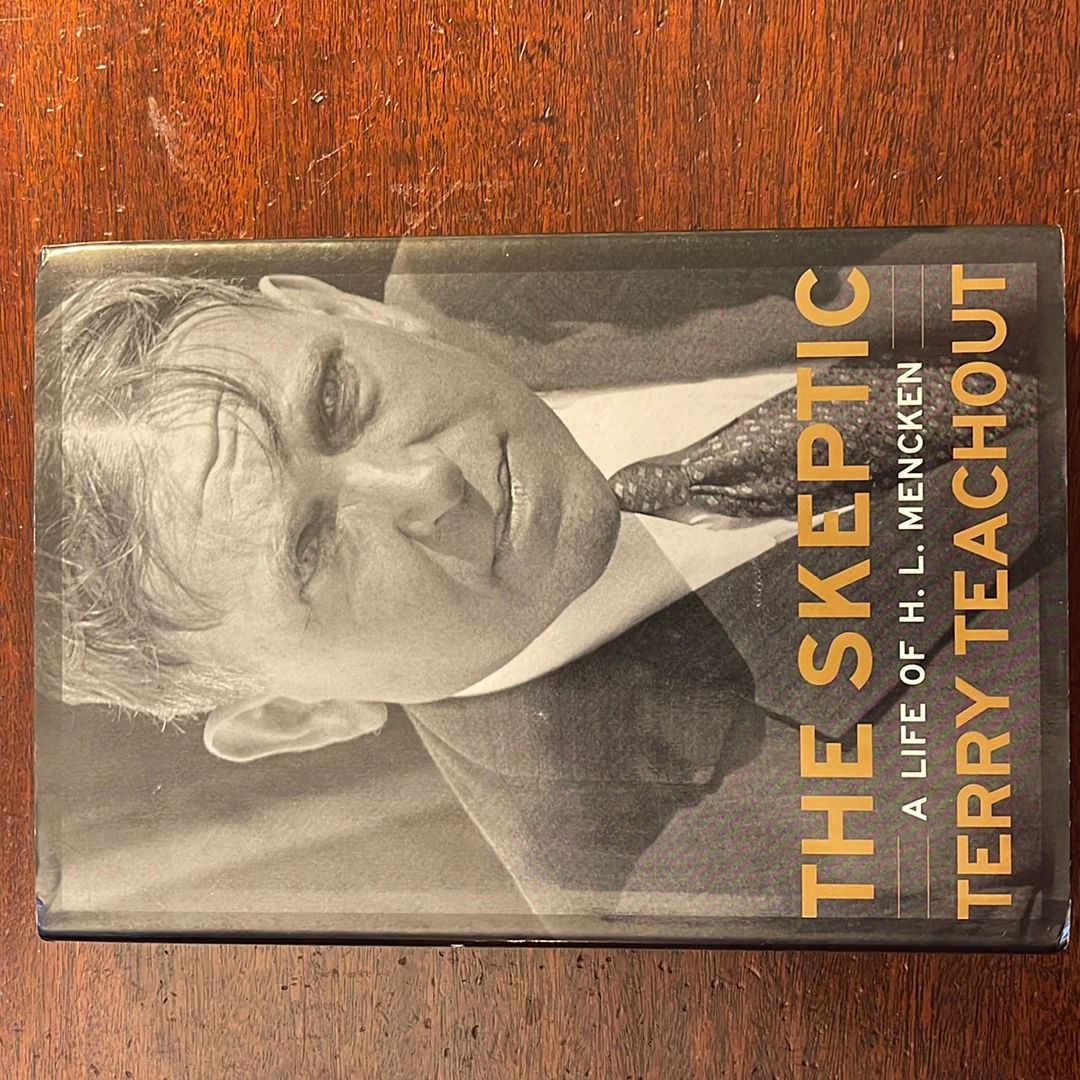 THE SKEPTIC
A LIFE OF H. L. MENCKEN
TERRY TEACHOUT